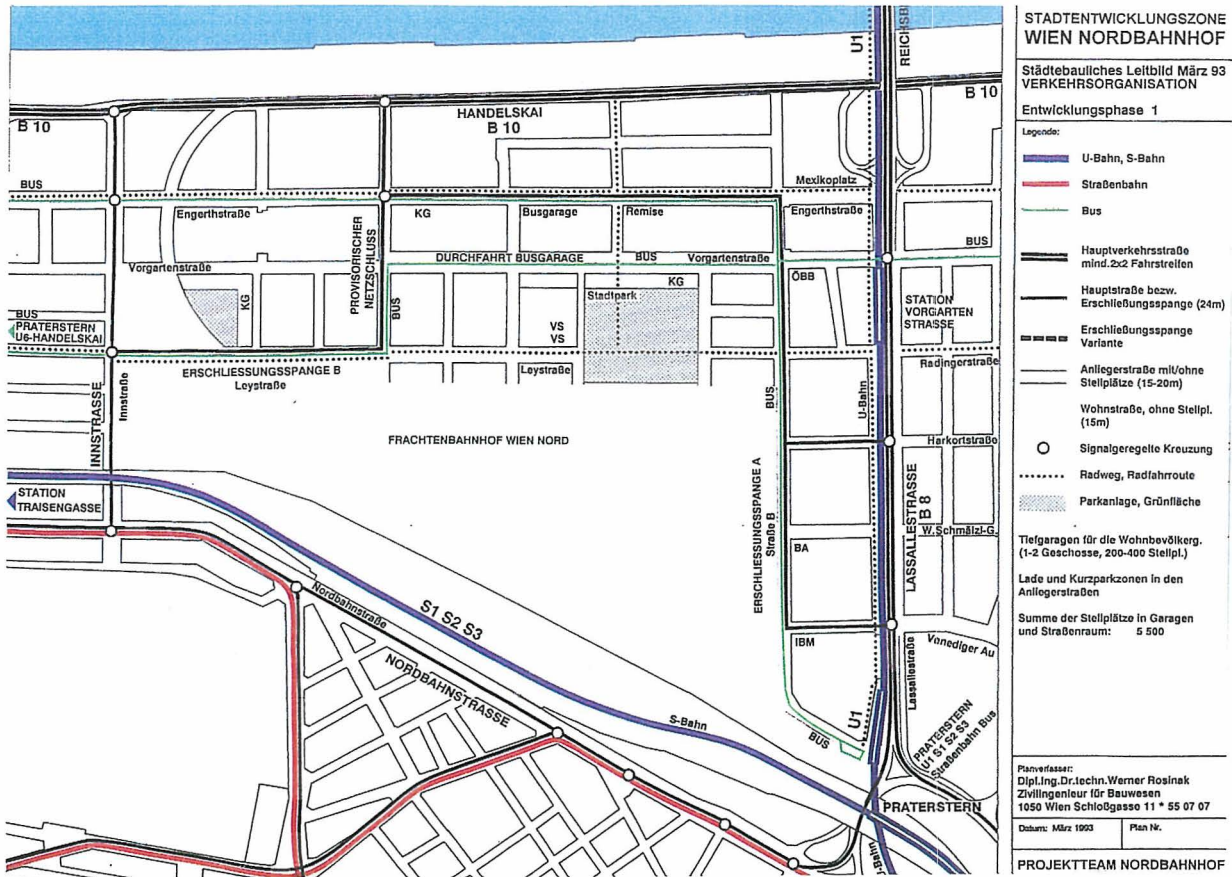 STADTENTWICKLUNGSZONE
WIEN NORDBAHNHOF
Städtebauliches Leitbild März 93
VERKEHRSORGANISATION
Entwicklungsphase 1
Legende:
U-Bahn, S-Bahn
Straßenbahn
Bus
Hauptverkehrsstraße
mind.2x2 Fahrstreifen
Hauptstraße bezw.
Erschließungsspange (24m)
Erschließungsspange
Variante
Anliegerstraße mit/ohne
Stellplätze (15-20m)
Wohnstraße, ohne Stellpl.
(15m)
Signalgeregelte Kreuzung
Radweg, Radfahrroute
Parkanlage, Grünfläche
Tiefgaragen für die Wohnbevölkerg.
(1-2 Geschosse, 200-400 Stellpl.)
Lade und Kurzparkzonen in den
Anliegerstraßen
Summe der Stellplätze in Garagen
und Straßenraum: 5 500
Planverfasser:
Dipl.Ing.Dr.techn.Werner Rosinak
Zivilingenieur für Bauwesen
1050 Wien Schloßgasse 11 * 55 07 07
Datum: März 1993
Plan Nr.
PROJEKTTEAM NORDBAHNHOF
U1
B 10
HANDELSKAI
B 10
B 10
BUS
Mexikoplatz
Engerthstraße
KG
Busgarage
Remise
Engerthstraße
PROVISORISCHER
NETZSCHLUSS
Vorgartenstraße
DURCHFAHRT BUSGARAGE
BUS
Vorgartenstraße
BUS
KG
BUS
Stadtpark
KG
ÖBB
STATION
VORGARTEN
STRASSE
BUS
PRATERSTERN
U6-HANDELSKAI
VS
VS
ERSCHLIESSUNGSSPANGE B
Leystraße
Leystraße
Radingerstraße
INNSTRASSE
Innstraße
BUS
U-Bahn
FRACHTENBAHNHOF WIEN NORD
Harkortstraße
STATION
TRAISENGASSE
ERSCHLIESSUNGSSPANGE A
Straße B
LASSALLESTRASSE
B 8
W.Schmälzl-G.
BA
Nordbahnstraße
S1 S2 S3
NORDBAHNSTRASSE
IBM
Venediger Au
Lassallestraße
S-Bahn
BUS
U1
PRATERSTERN
U1 S1 S2 S3
Straßenbahn Bus
PRATERSTERN